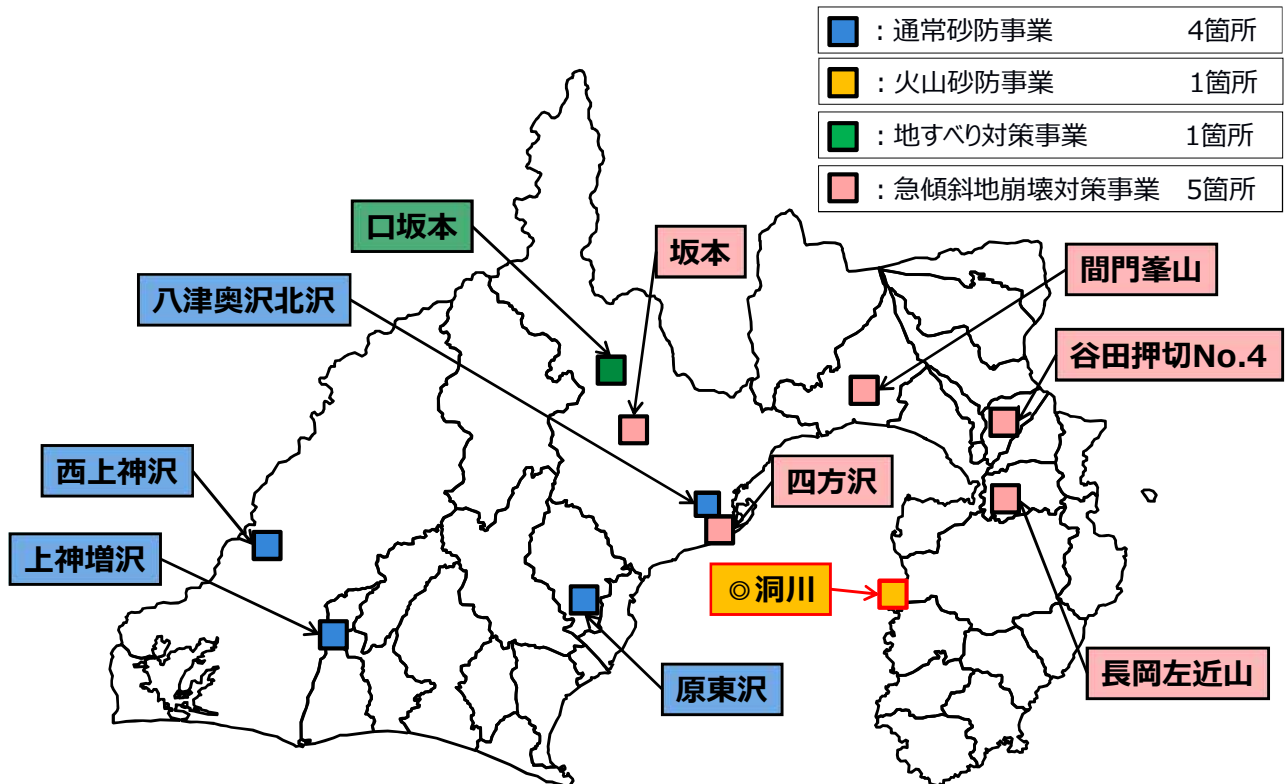 ：通常砂防事業 4箇所
：火山砂防事業 1箇所
：地すべり対策事業 1箇所
：急傾斜地崩壊対策事業 5箇所
口坂本
坂本
間門峯山
八津奥沢北沢
谷田押切No.4
西上神沢
四方沢
上神増沢
◎洞川
原東沢
長岡左近山